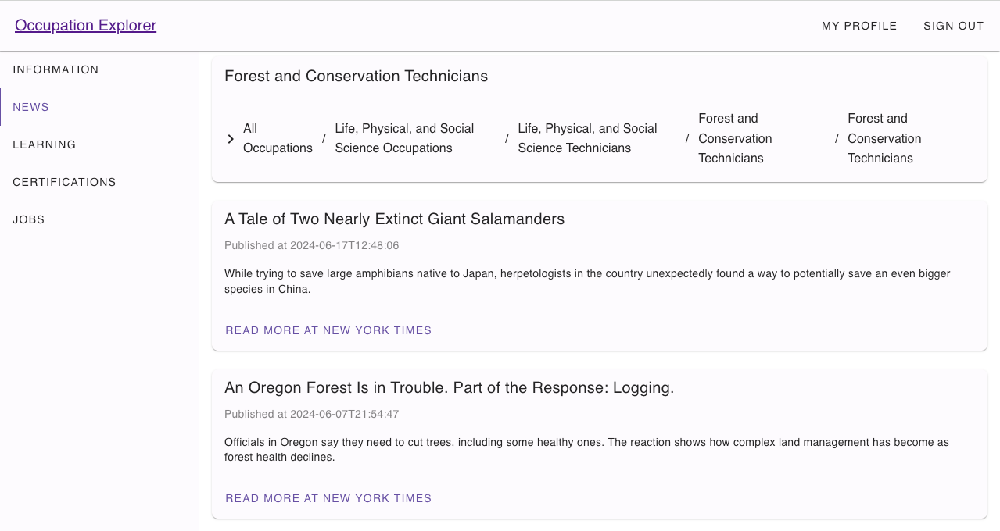 Occupation Explorer
MY PROFILE
SIGN OUT
INFORMATION
NEWS
LEARNING
CERTIFICATIONS
JOBS
Forest and Conservation Technicians
All
Occupations
/
Life, Physical, and Social
Science Occupations
/
Life, Physical, and Social
Science Technicians
/
Forest and
Conservation
Technicians
/
Forest and
Conservation
Technicians
A Tale of Two Nearly Extinct Giant Salamanders
Published at 2024-06-17T12:48:06
While trying to save large amphibians native to Japan, herpetologists in the country unexpectedly found a way to potentially save an even bigger
species in China.
READ MORE AT NEW YORK TIMES
An Oregon Forest Is in Trouble. Part of the Response: Logging.
Published at 2024-06-07T21:54:47
Officials in Oregon say they need to cut trees, including some healthy ones. The reaction shows how complex land management has become as
forest health declines.
READ MORE AT NEW YORK TIMES